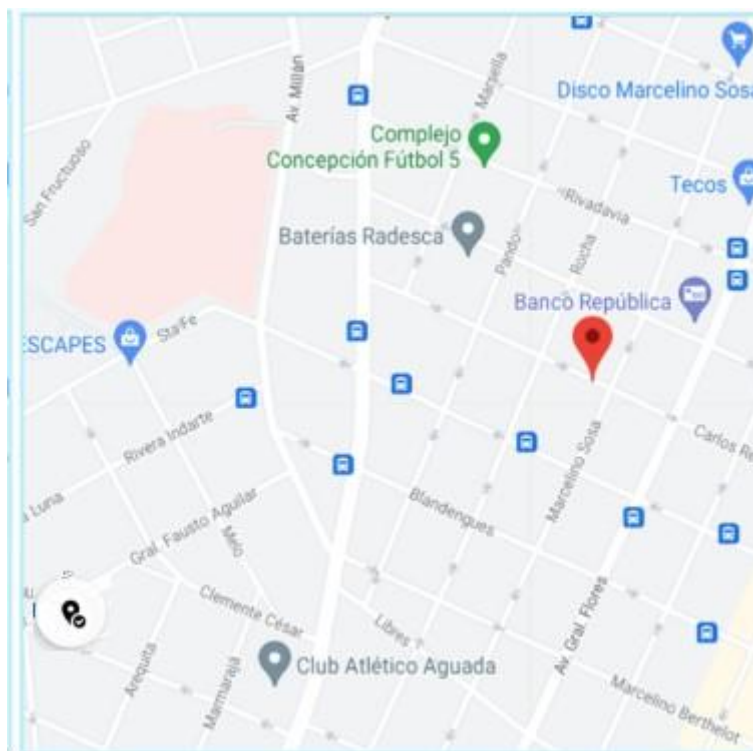 Disco Marcelino Sosa
Av. Millán
Marsella
Complejo
Concepción Fútbol 5
San Fructuoso
Tecos
Rivadavia
Baterías Radesca
Pando
Rocha
Banco República
Sta Fe
ESCAPES
Carlos Re
Rivera Indarte
Marcelino Sosa
Luna
Blandengues
Gral. Fausto Aguilar
Melo
Clemente César
Libres
Av. Gral. Flores
Arequita
Marmarajá
Club Atlético Aguada
Marcelino Berthelot